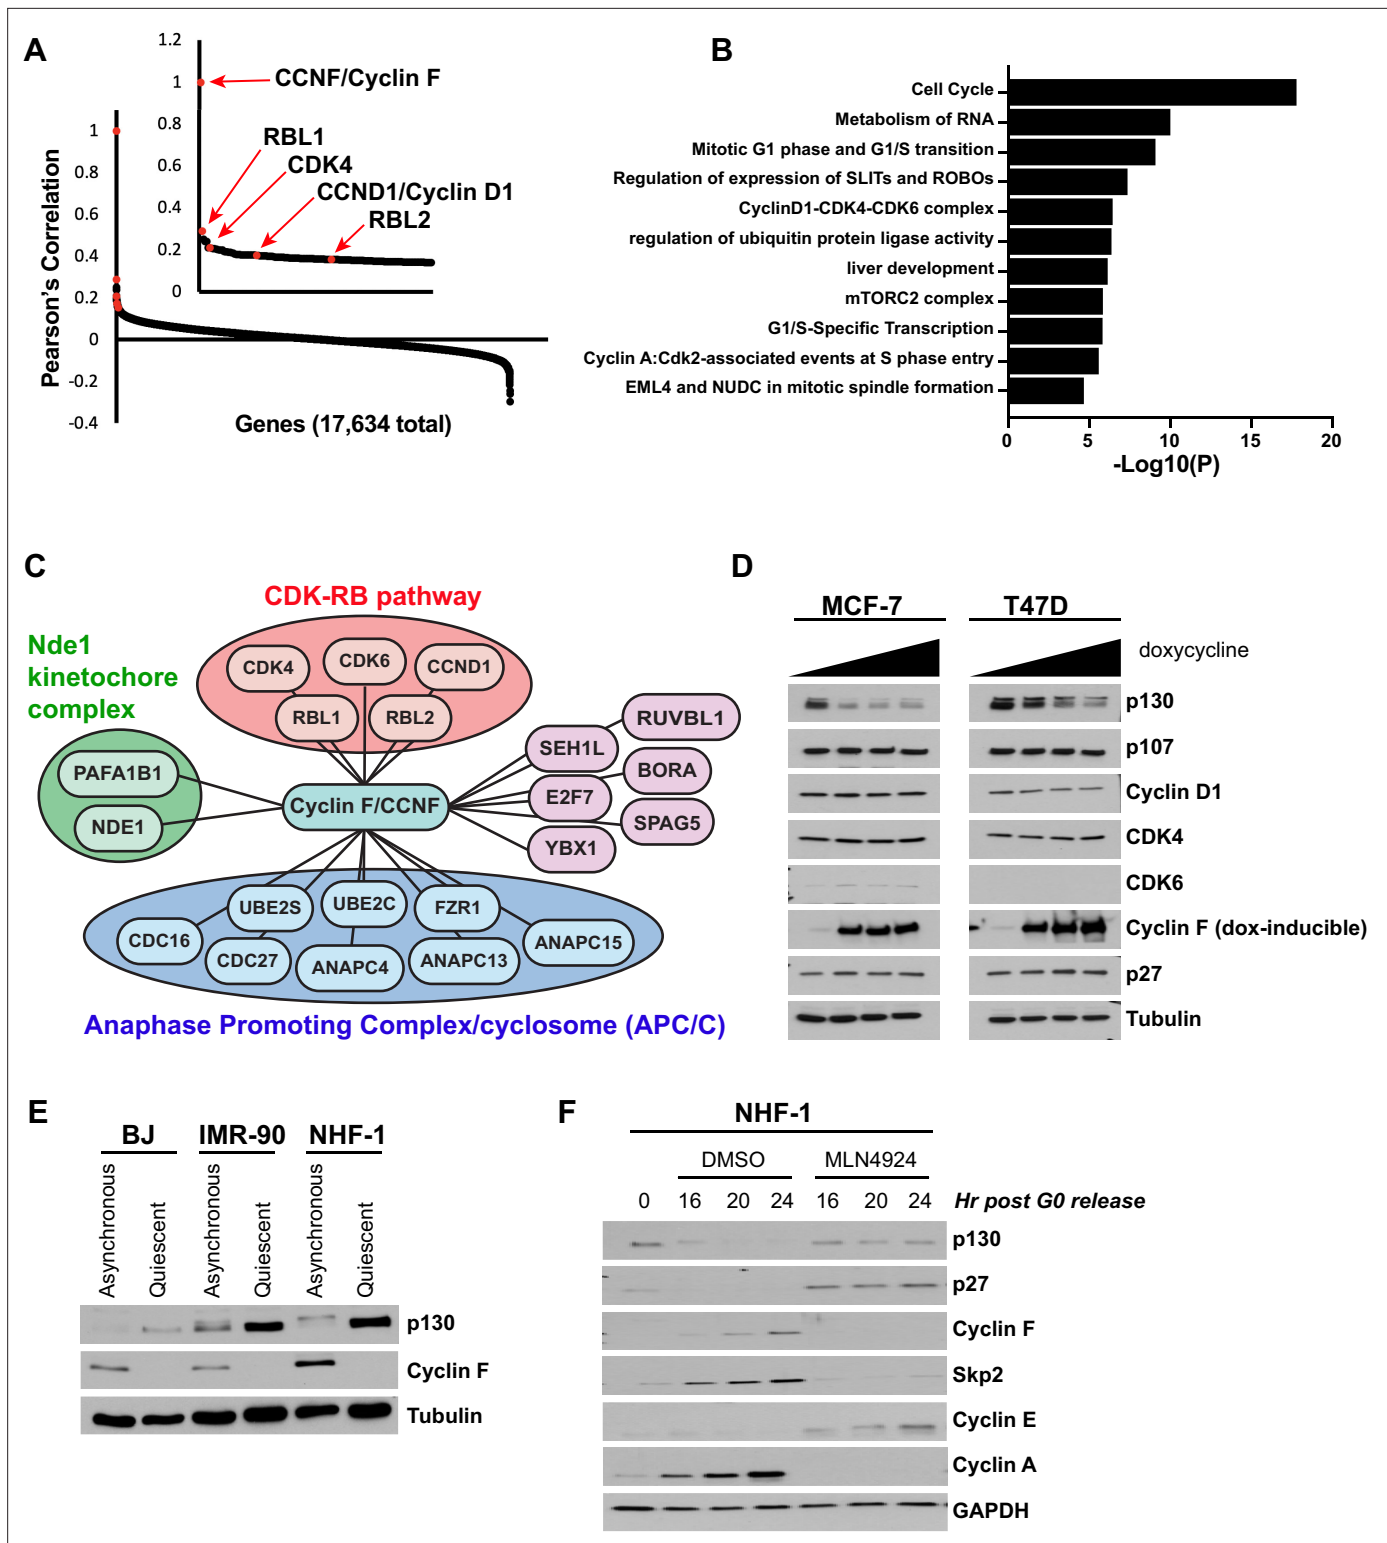 A
1.2
1
0.8
0.6
0.4
0.2
0
CCNF/Cyclin F
RBL1
CDK4
CCND1/Cyclin D1
RBL2
1
0.8
0.6
0.4
0.2
0
-0.2
-0.4
Pearson's Correlation
Genes (17,634 total)
B
Cell Cycle
Metabolism of RNA
Mitotic G1 phase and G1/S transition
Regulation of expression of SLITs and ROBOs
CyclinD1-CDK4-CDK6 complex
regulation of ubiquitin protein ligase activity
liver development
mTORC2 complex
G1/S-Specific Transcription
Cyclin A:Cdk2-associated events at S phase entry
EML4 and NUDC in mitotic spindle formation
0 5 10 15 20
-Log10(P)
C
CDK-RB pathway
Nde1
kinetochore
complex
CDK4
CDK6
CCND1
RBL1
RBL2
PAFA1B1
NDE1
Cyclin F/CCNF
RUVBL1
SEH1L
BORA
E2F7
SPAG5
YBX1
UBE2S
UBE2C
FZR1
CDC16
CDC27
ANAPC4
ANAPC13
ANAPC15
Anaphase Promoting Complex/cyclosome (APC/C)
D
MCF-7 T47D
doxycycline
p130
p107
Cyclin D1
CDK4
CDK6
Cyclin F (dox-inducible)
p27
Tubulin
E
BJ IMR-90 NHF-1
Asynchronous
Quiescent
Asynchronous
Quiescent
Asynchronous
Quiescent
p130
Cyclin F
Tubulin
F
NHF-1
DMSO MLN4924
0 16 20 24 16 20 24 Hr post G0 release
p130
p27
Cyclin F
Skp2
Cyclin E
Cyclin A
GAPDH